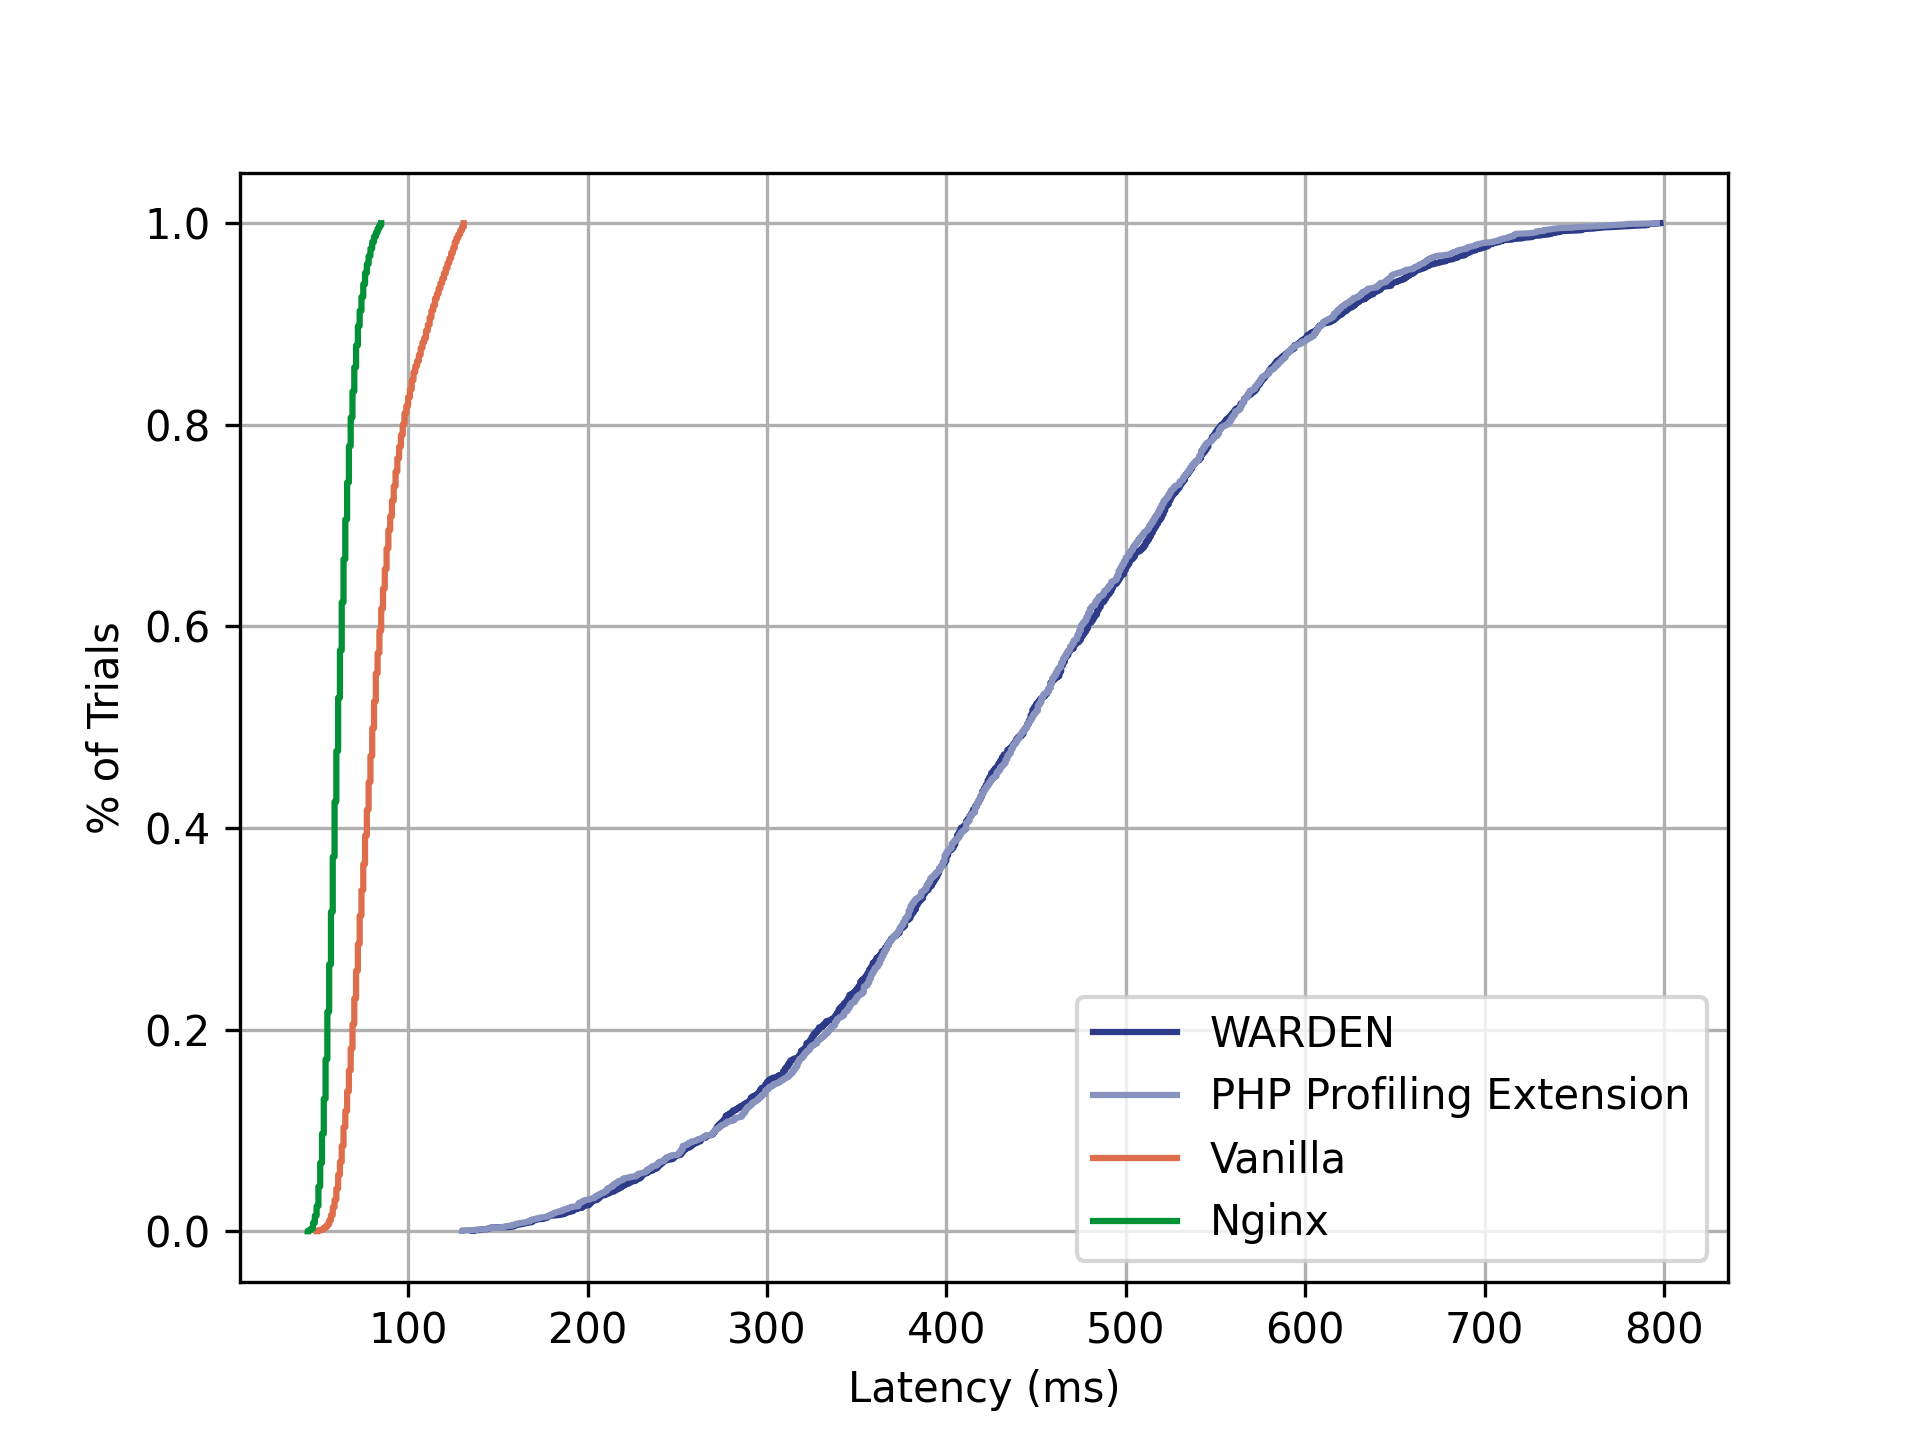 1.0
0.8
0.6
0.4
0.2
0.0
% of Trials
WARDEN
PHP Profiling Extension
Vanilla
Nginx
100 200 300 400 500 600 700 800
Latency (ms)